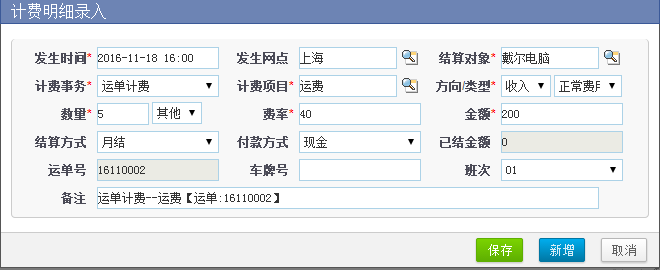 计费明细录入
发生时间* 2016-11-18 16:00 发生网点 上海 结算对象* 戴尔电脑
计费事务* 运单计费 计费项目* 运费 方向/类型* 收入 正常费用
数量* 5 其他 费率* 40 金额* 200
结算方式 月结 付款方式 现金 已结金额 0
运单号 16110002 车牌号 班次 01
备注 运单计费--运费【运单:16110002】
保存 新增 取消